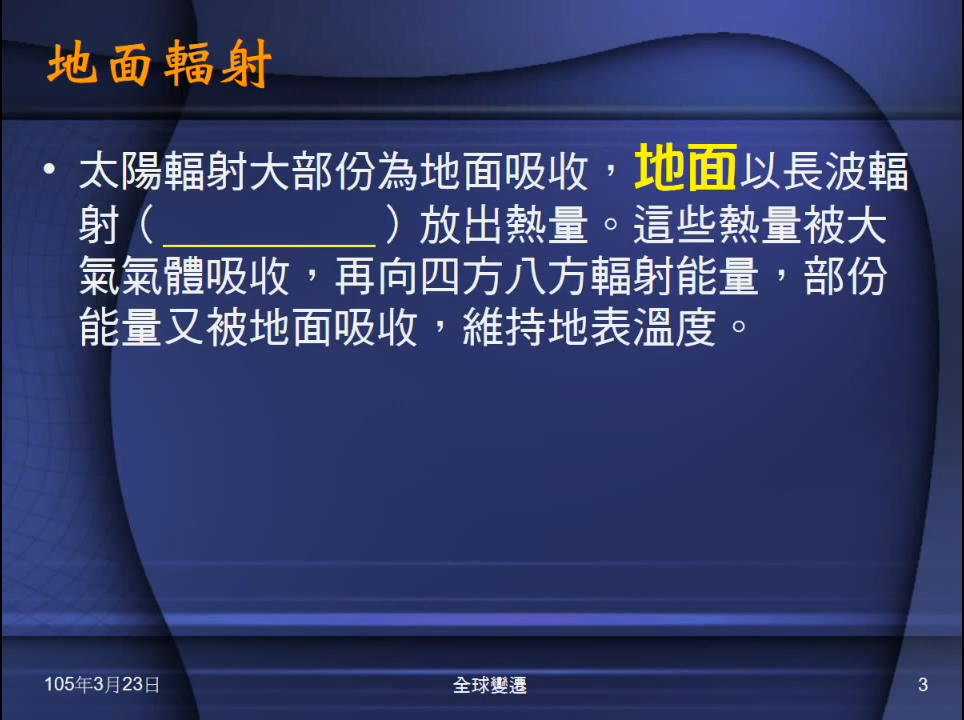 地面輻射
• 太陽輻射大部份為地面吸收，地面以長波輻
射（__________）放出熱量。這些熱量被大
氣氣體吸收，再向四方八方輻射能量，部份
能量又被地面吸收，維持地表溫度。
105年3月23日
全球變遷
3